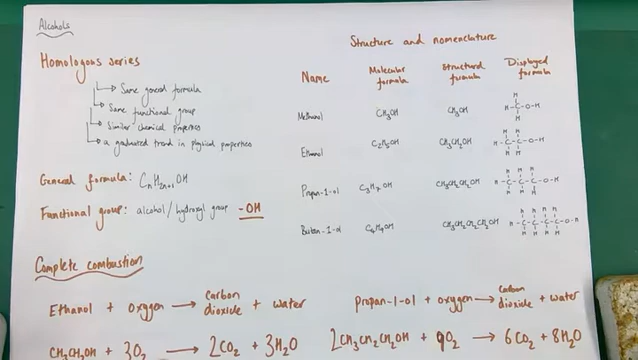 Alcohols
Homologous series
Same general formula
Same functional group
Similar chemical properties
a graduated trend in physical properties
General formula: CnH2n+1 OH
Functional group: alcohol / hydroxyl group -OH
Structure and nomenclature
Name Molecular formula Structural formula Displayed formula
Methanol CH3OH CH3OH
Ethanol C2H5OH CH3CH2OH
Propan-1-ol C3H7OH CH3CH2CH2OH
Butan-1-ol CH3CH2CH2CH2OH
Complete combustion
Ethanol + oxygen → carbon dioxide + water
CH3CH2OH + 3O2 → 2CO2 + 3H2O
propan-1-ol + oxygen → carbon dioxide + water
2CH3CH2CH2OH + 9O2 → 6CO2 + 8H2O